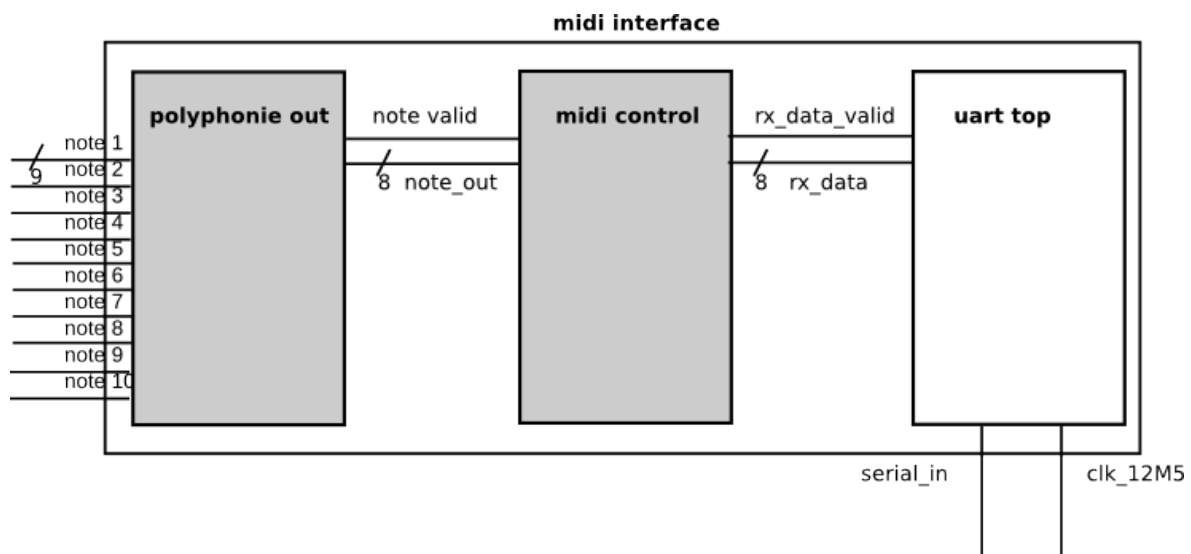 midi interface
polyphonie out
note valid
midi control
rx_data_valid
uart top
note 1
9
note 2
8
note_out
8
rx_data
note 3
note 4
note 5
note 6
note 7
note 8
note 9
note 10
serial_in
clk_12M5